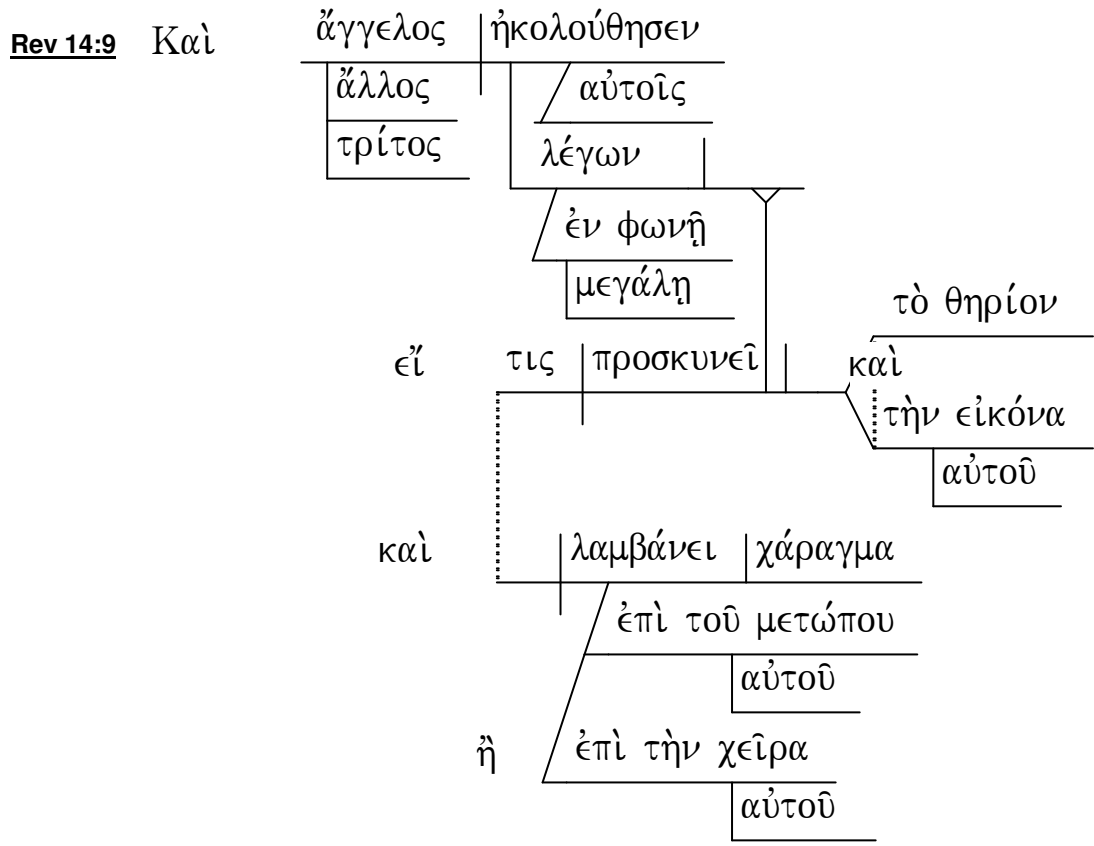 Rev 14:9 Καὶ ἄγγελος ἠκολούθησεν
ἄλλος αὐτοῖς
τρίτος λέγων
ἐν φωνῇ
μεγάλῃ
τὸ θηρίον
εἴ τις προσκυνεῖ καὶ
τὴν εἰκόνα
αὐτοῦ
καὶ λαμβάνει χάραγμα
ἐπὶ τοῦ μετώπου
αὐτοῦ
ἢ ἐπὶ τὴν χεῖρα
αὐτοῦ